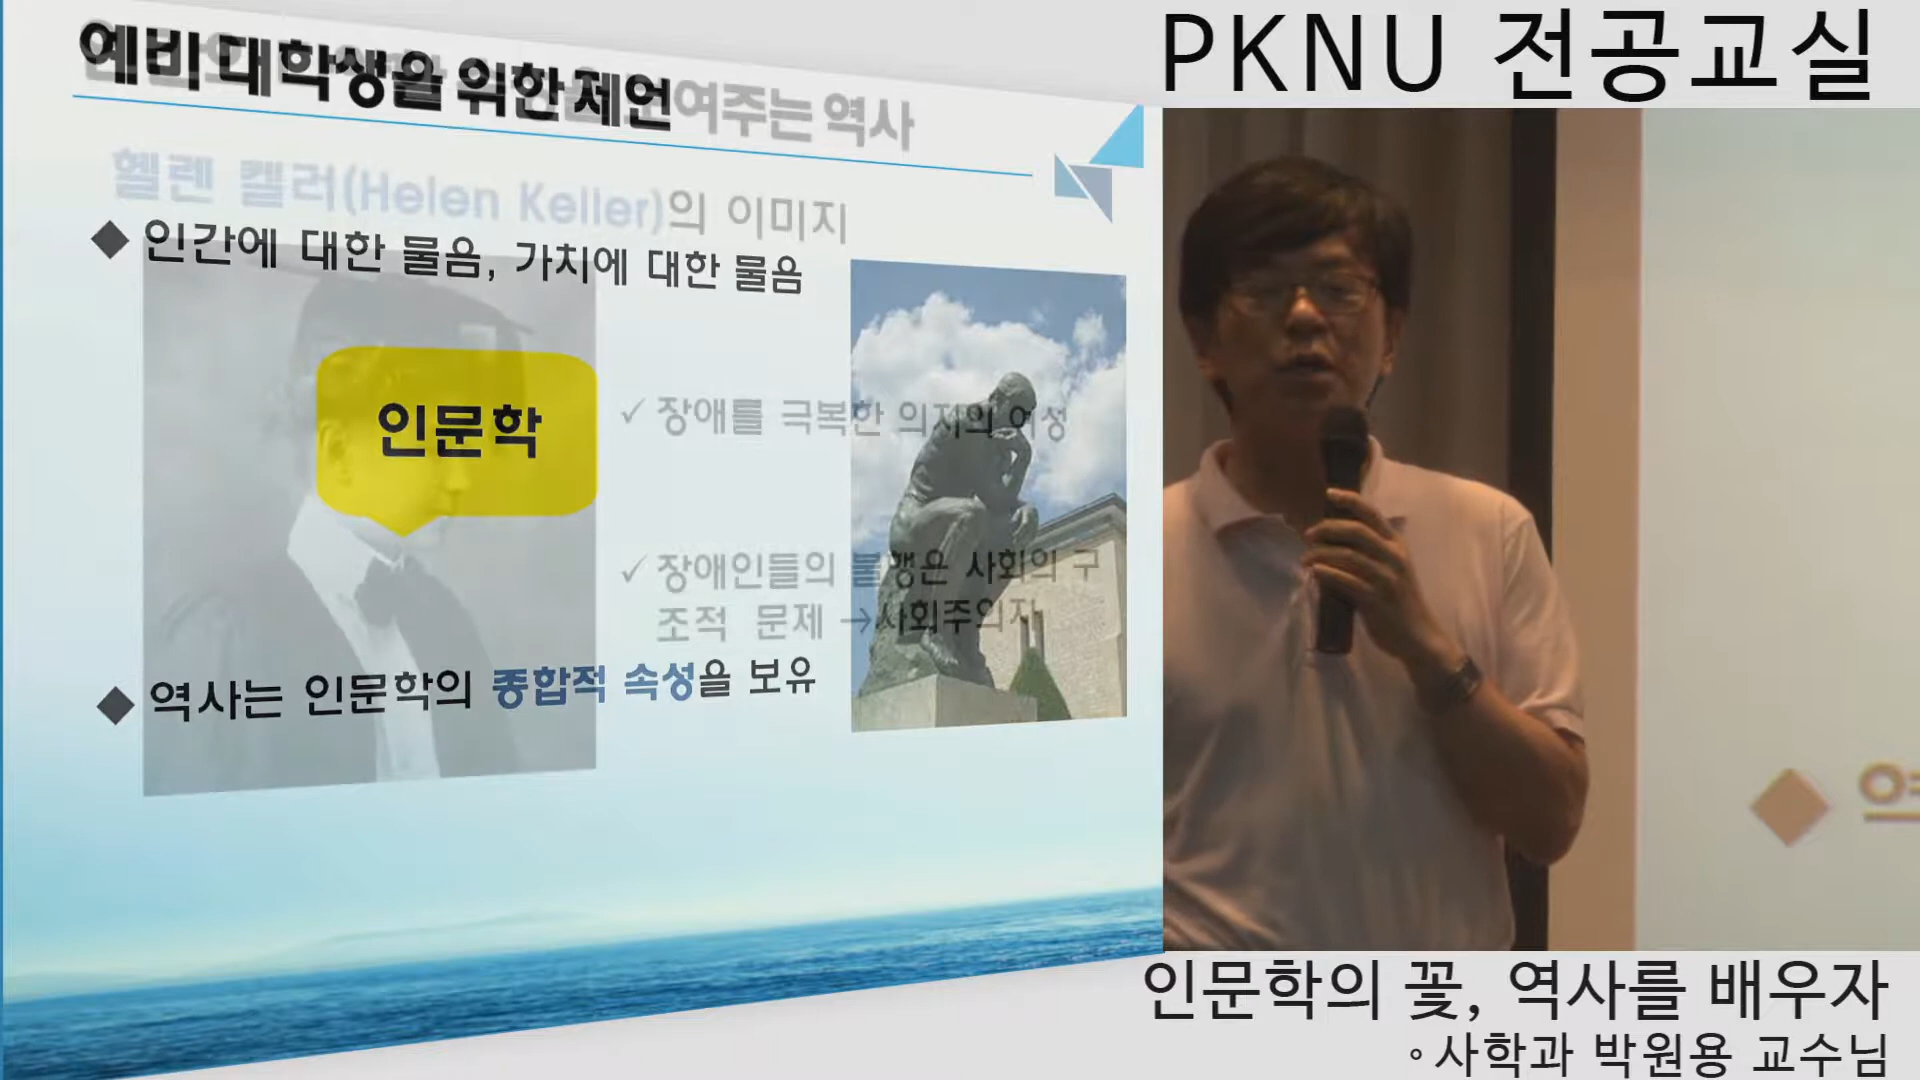 PKNU 전공교실
예비 대학생을 위한 제언
여주는 역사
헬렌 켈러(Helen Keller)의 이미지
◆ 인간에 대한 물음, 가치에 대한 물음
인문학
✓ 장애를 극복한 의지의 여성
✓ 장애인들의 불행은 사회의 구
조적 문제 →사회주의자
◆ 역사는 인문학의 종합적 속성을 보유
인문학의 꽃, 역사를 배우자
◦사학과 박원용 교수님